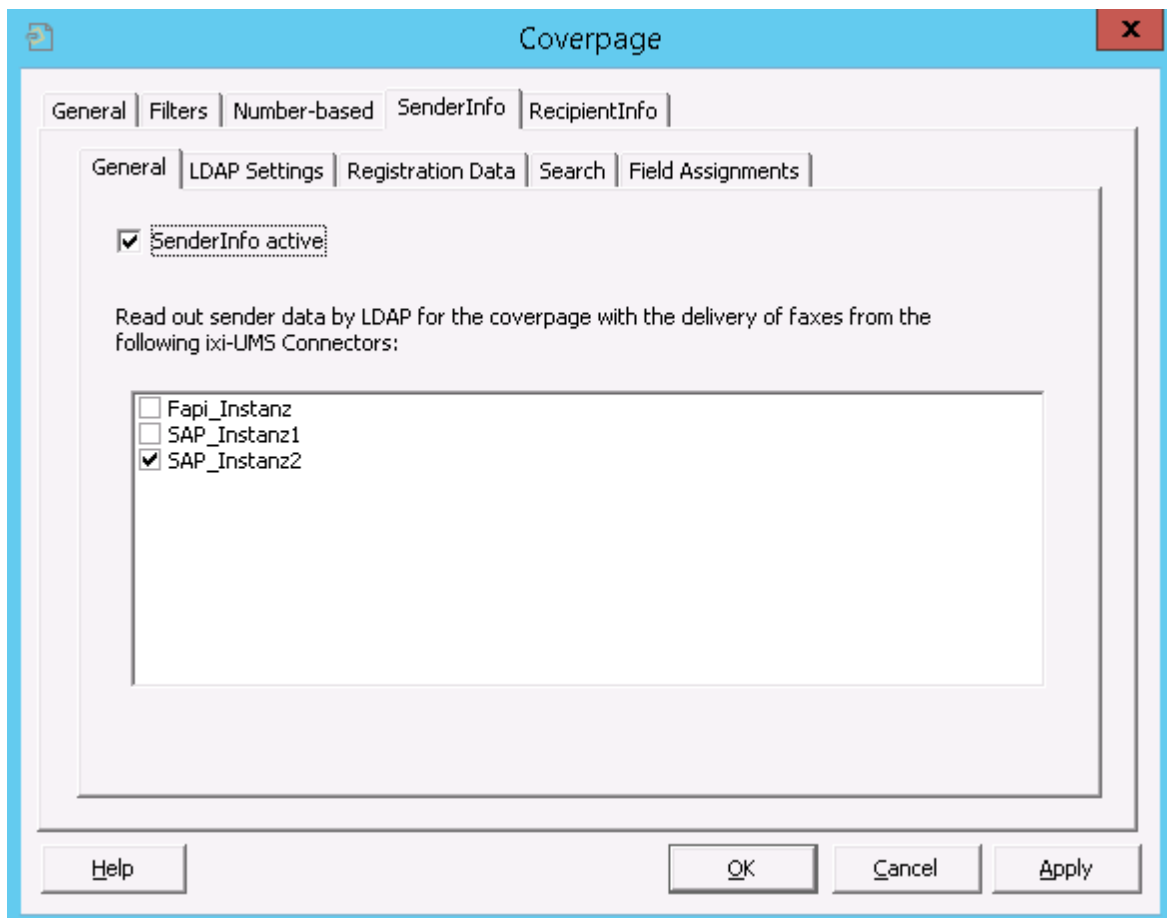 Coverpage
x
General Filters Number-based SenderInfo RecipientInfo
General LDAP Settings Registration Data Search Field Assignments
SenderInfo active
Read out sender data by LDAP for the coverpage with the delivery of faxes from the
following ixi-UMS Connectors:
Fapi_Instanz
SAP_Instanz1
SAP_Instanz2
Help OK Cancel Apply